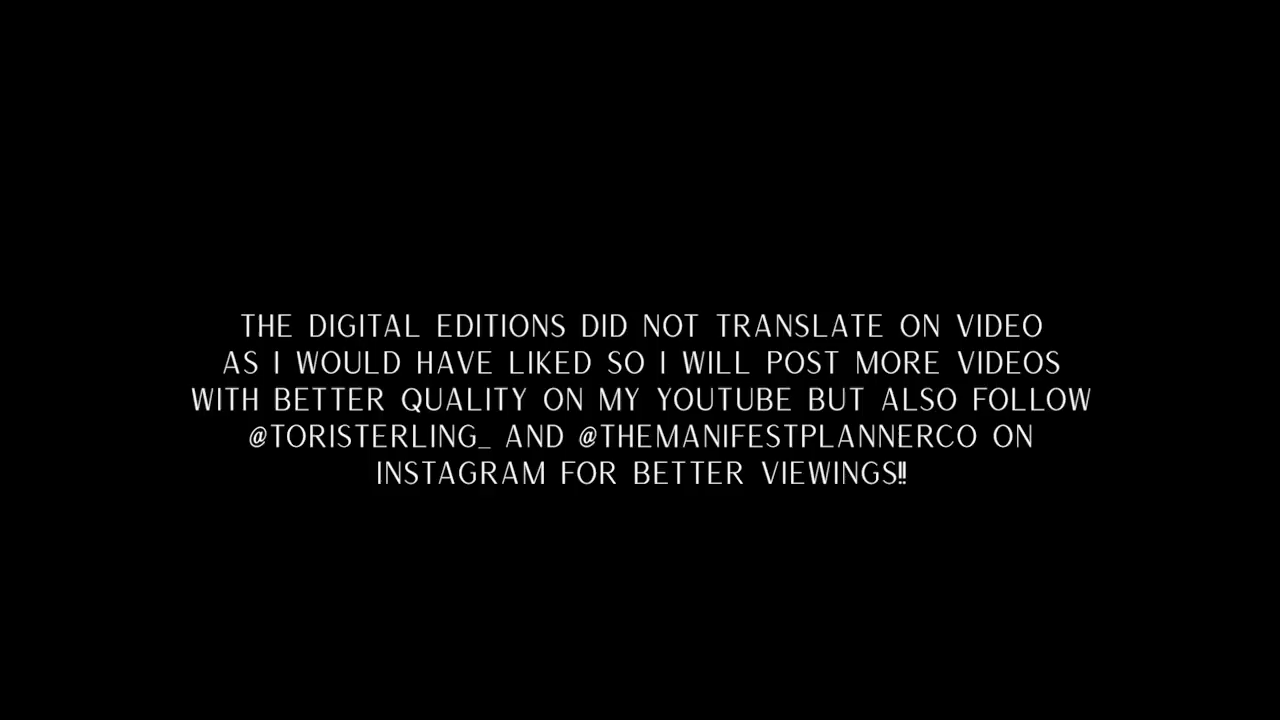 THE DIGITAL EDITIONS DID NOT TRANSLATE ON VIDEO
AS I WOULD HAVE LIKED SO I WILL POST MORE VIDEOS
WITH BETTER QUALITY ON MY YOUTUBE BUT ALSO FOLLOW
@TORISTERLING_ AND @THEMANIFESTPLANNERCO ON
INSTAGRAM FOR BETTER VIEWINGS!!